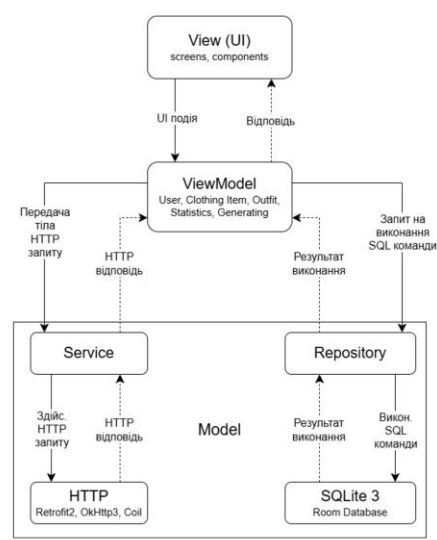 View (UI)
screens, components
UI подія
Відповідь
ViewModel
User, Clothing Item, Outfit,
Statistics, Generating
Передача
тіла
HTTP
запиту
HTTP
відповідь
Результат
виконання
Запит на
виконання
SQL команди
Service
Repository
Model
Здійс.
HTTP
запиту
HTTP
відповідь
Результат
виконання
Викон.
SQL
команди
HTTP
Retrofit2, OkHttp3, Coil
SQLite 3
Room Database